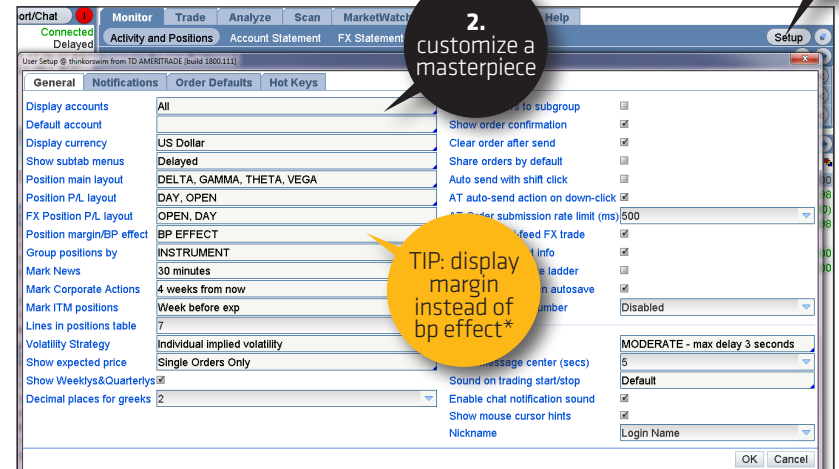 ort/Chat ! Monitor Trade Analyze Scan MarketWatch Help
Connected
Delayed
Activity and Positions Account Statement FX Statement Setup
2.
customize a
masterpiece
User Setup @ thinkorswim from TD AMERITRADE [build 1800.111]
General Notifications Order Defaults Hot Keys
Display accounts All
Default account
Display currency US Dollar
Show subtab menus Delayed
Position main layout DELTA, GAMMA, THETA, VEGA
Position P/L layout DAY, OPEN
FX Position P/L layout OPEN, DAY
Position margin/BP effect BP EFFECT
Group positions by INSTRUMENT
Mark News 30 minutes
Mark Corporate Actions 4 weeks from now
Mark ITM positions Week before exp
Lines in positions table 7
Volatility Strategy Individual implied volatility
Show expected price Single Orders Only
Show Weeklys&Quarterlys
Decimal places for greeks 2
TIP: display
margin
instead of
bp effect*
to subgroup
Show order confirmation
Clear order after send
Share orders by default
Auto send with shift click
AT auto-send action on down-click
AT Order submission rate limit (ms) 500
-feed FX trade
info
ladder
autosave
Disabled
MODERATE - max delay 3 seconds
message center (secs) 5
Sound on trading start/stop Default
Enable chat notification sound
Show mouse cursor hints
Nickname Login Name
OK Cancel